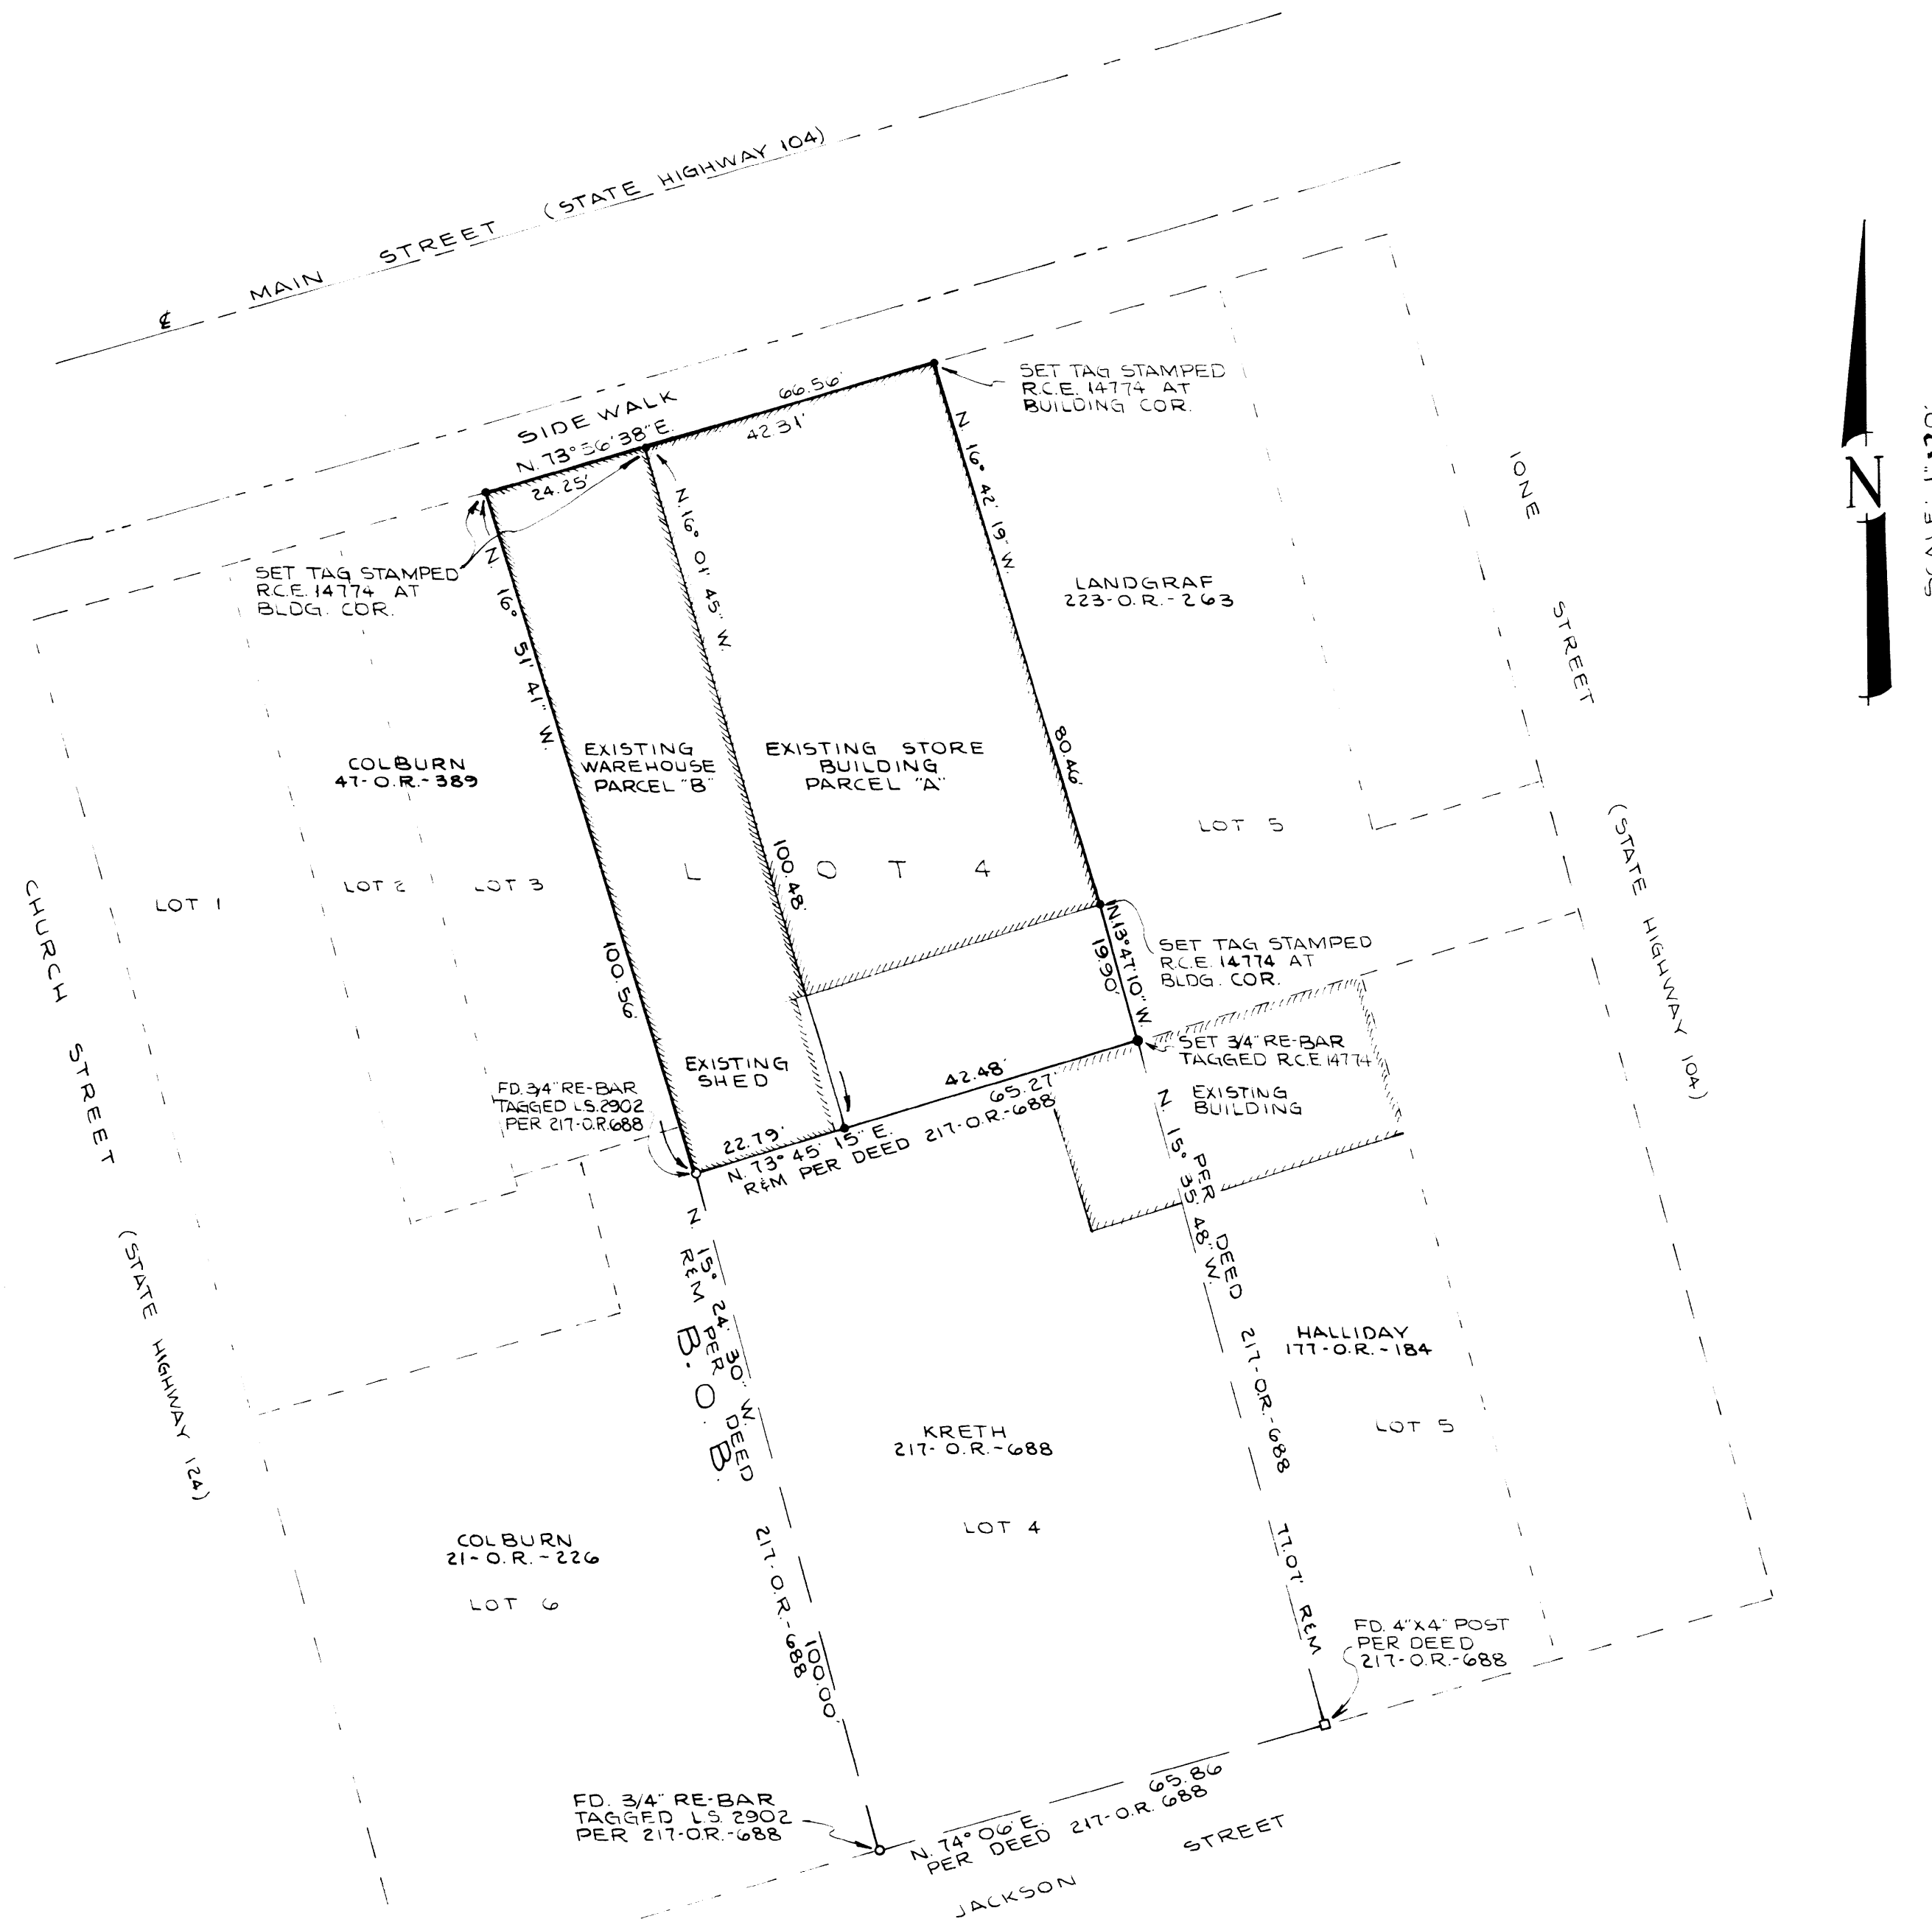 MAIN STREET (STATE HIGHWAY 104)
SIDE WALK
N. 73° 56' 38" E.
66.56'
24.25'
42.31'
SET TAG STAMPED
R.C.E. 14774 AT
BUILDING COR.
N
SET TAG STAMPED
R.C.E. 14774 AT
BLDG. COR.
N. 16° 51' 41" W.
100.56'
N. 16° 01' 45" W.
100.48'
N. 16° 42' 19" W.
80.46'
LANDGRAF
223-O.R.-263
IONE STREET (STATE HIGHWAY 104)
COLBURN
47-O.R.-389
EXISTING
WAREHOUSE
PARCEL "B"
EXISTING STORE
BUILDING
PARCEL "A"
LOT 5
LOT 4
LOT 1
LOT 2
LOT 3
CHURCH STREET (STATE HIGHWAY 124)
N. 13° 47' 10" W.
19.90'
SET TAG STAMPED
R.C.E. 14774 AT
BLDG. COR.
SET 3/4" RE-BAR
TAGGED R.C.E. 14774
EXISTING
SHED
EXISTING
BUILDING
FD. 3/4" RE-BAR
TAGGED L.S. 2902
PER 217-O.R. 688
42.48'
65.27'
22.79'
N. 73° 45' 15" E.
R&M PER DEED 217-O.R.-688
N. 15° 24' 30" W.
R&M PER DEED 217-O.R.-688
100.00'
B.O.B.
N. 15° 35' 48" W.
PER DEED 217-O.R.-688 77.07' R&M
HALLIDAY
177-O.R.-184
LOT 5
KRETH
217-O.R.-688
LOT 4
COLBURN
21-O.R.-226
LOT 6
FD. 4"X4" POST
PER DEED
217-O.R.-688
FD. 3/4" RE-BAR
TAGGED L.S. 2902
PER 217-O.R.-688
65.86
N. 74° 06' E.
PER DEED 217-O.R. 688
JACKSON STREET